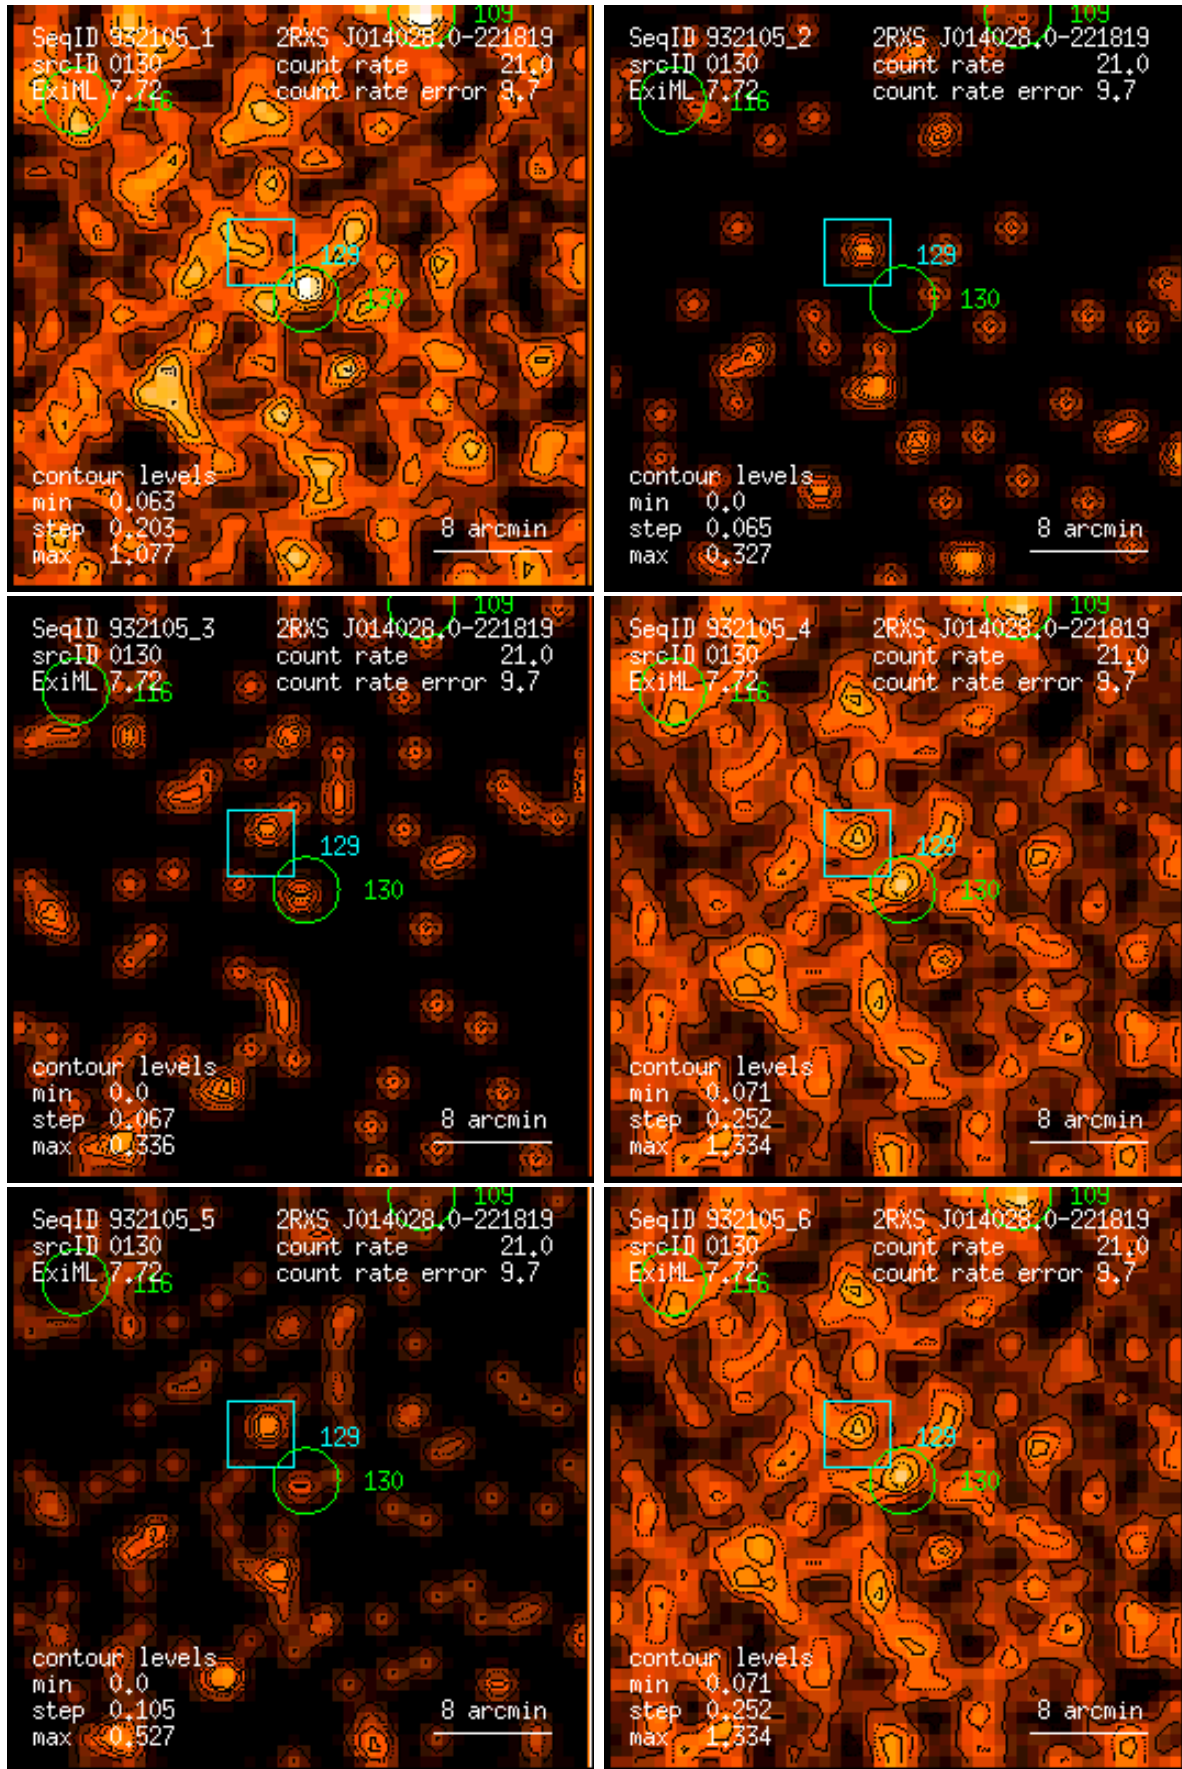 109
SeqID 932105_1 2RXS J014028.0-221819
srcID 0130 count rate 21.0
ExiML 7.72 count rate error 9.7
116
129
130
contour levels
min 0.063
step 0.203 8 arcmin
max 1.077
109
SeqID 932105_2 2RXS J014028.0-221819
srcID 0130 count rate 21.0
ExiML 7.72 count rate error 9.7
116
129
130
contour levels
min 0.0
step 0.065 8 arcmin
max 0.327
109
SeqID 932105_3 2RXS J014028.0-221819
srcID 0130 count rate 21.0
ExiML 7.72 count rate error 9.7
116
129
130
contour levels
min 0.0
step 0.067 8 arcmin
max 0.336
109
SeqID 932105_4 2RXS J014028.0-221819
srcID 0130 count rate 21.0
ExiML 7.72 count rate error 9.7
116
129
130
contour levels
min 0.071
step 0.252 8 arcmin
max 1.334
109
SeqID 932105_5 2RXS J014028.0-221819
srcID 0130 count rate 21.0
ExiML 7.72 count rate error 9.7
116
129
130
contour levels
min 0.0
step 0.105 8 arcmin
max 0.527
109
SeqID 932105_6 2RXS J014028.0-221819
srcID 0130 count rate 21.0
ExiML 7.72 count rate error 9.7
116
129
130
contour levels
min 0.071
step 0.252 8 arcmin
max 1.334